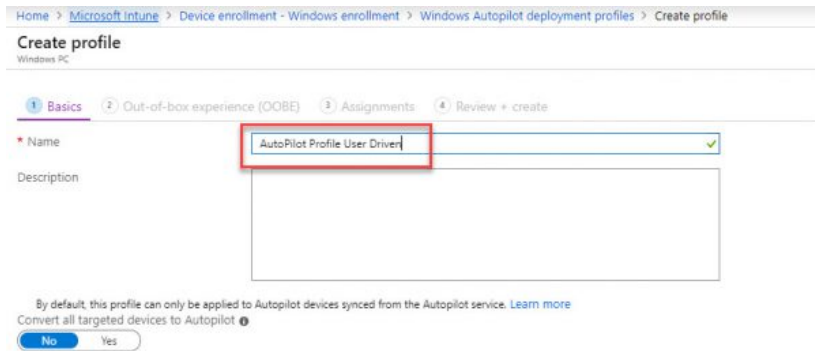 Home > Microsoft Intune > Device enrollment - Windows enrollment > Windows Autopilot deployment profiles > Create profile
Create profile
Windows PC
1 Basics 2 Out-of-box experience (OOBE) 3 Assignments 4 Review + create
* Name AutoPilot Profile User Driven
Description
By default, this profile can only be applied to Autopilot devices synced from the Autopilot service. Learn more
Convert all targeted devices to Autopilot
No Yes